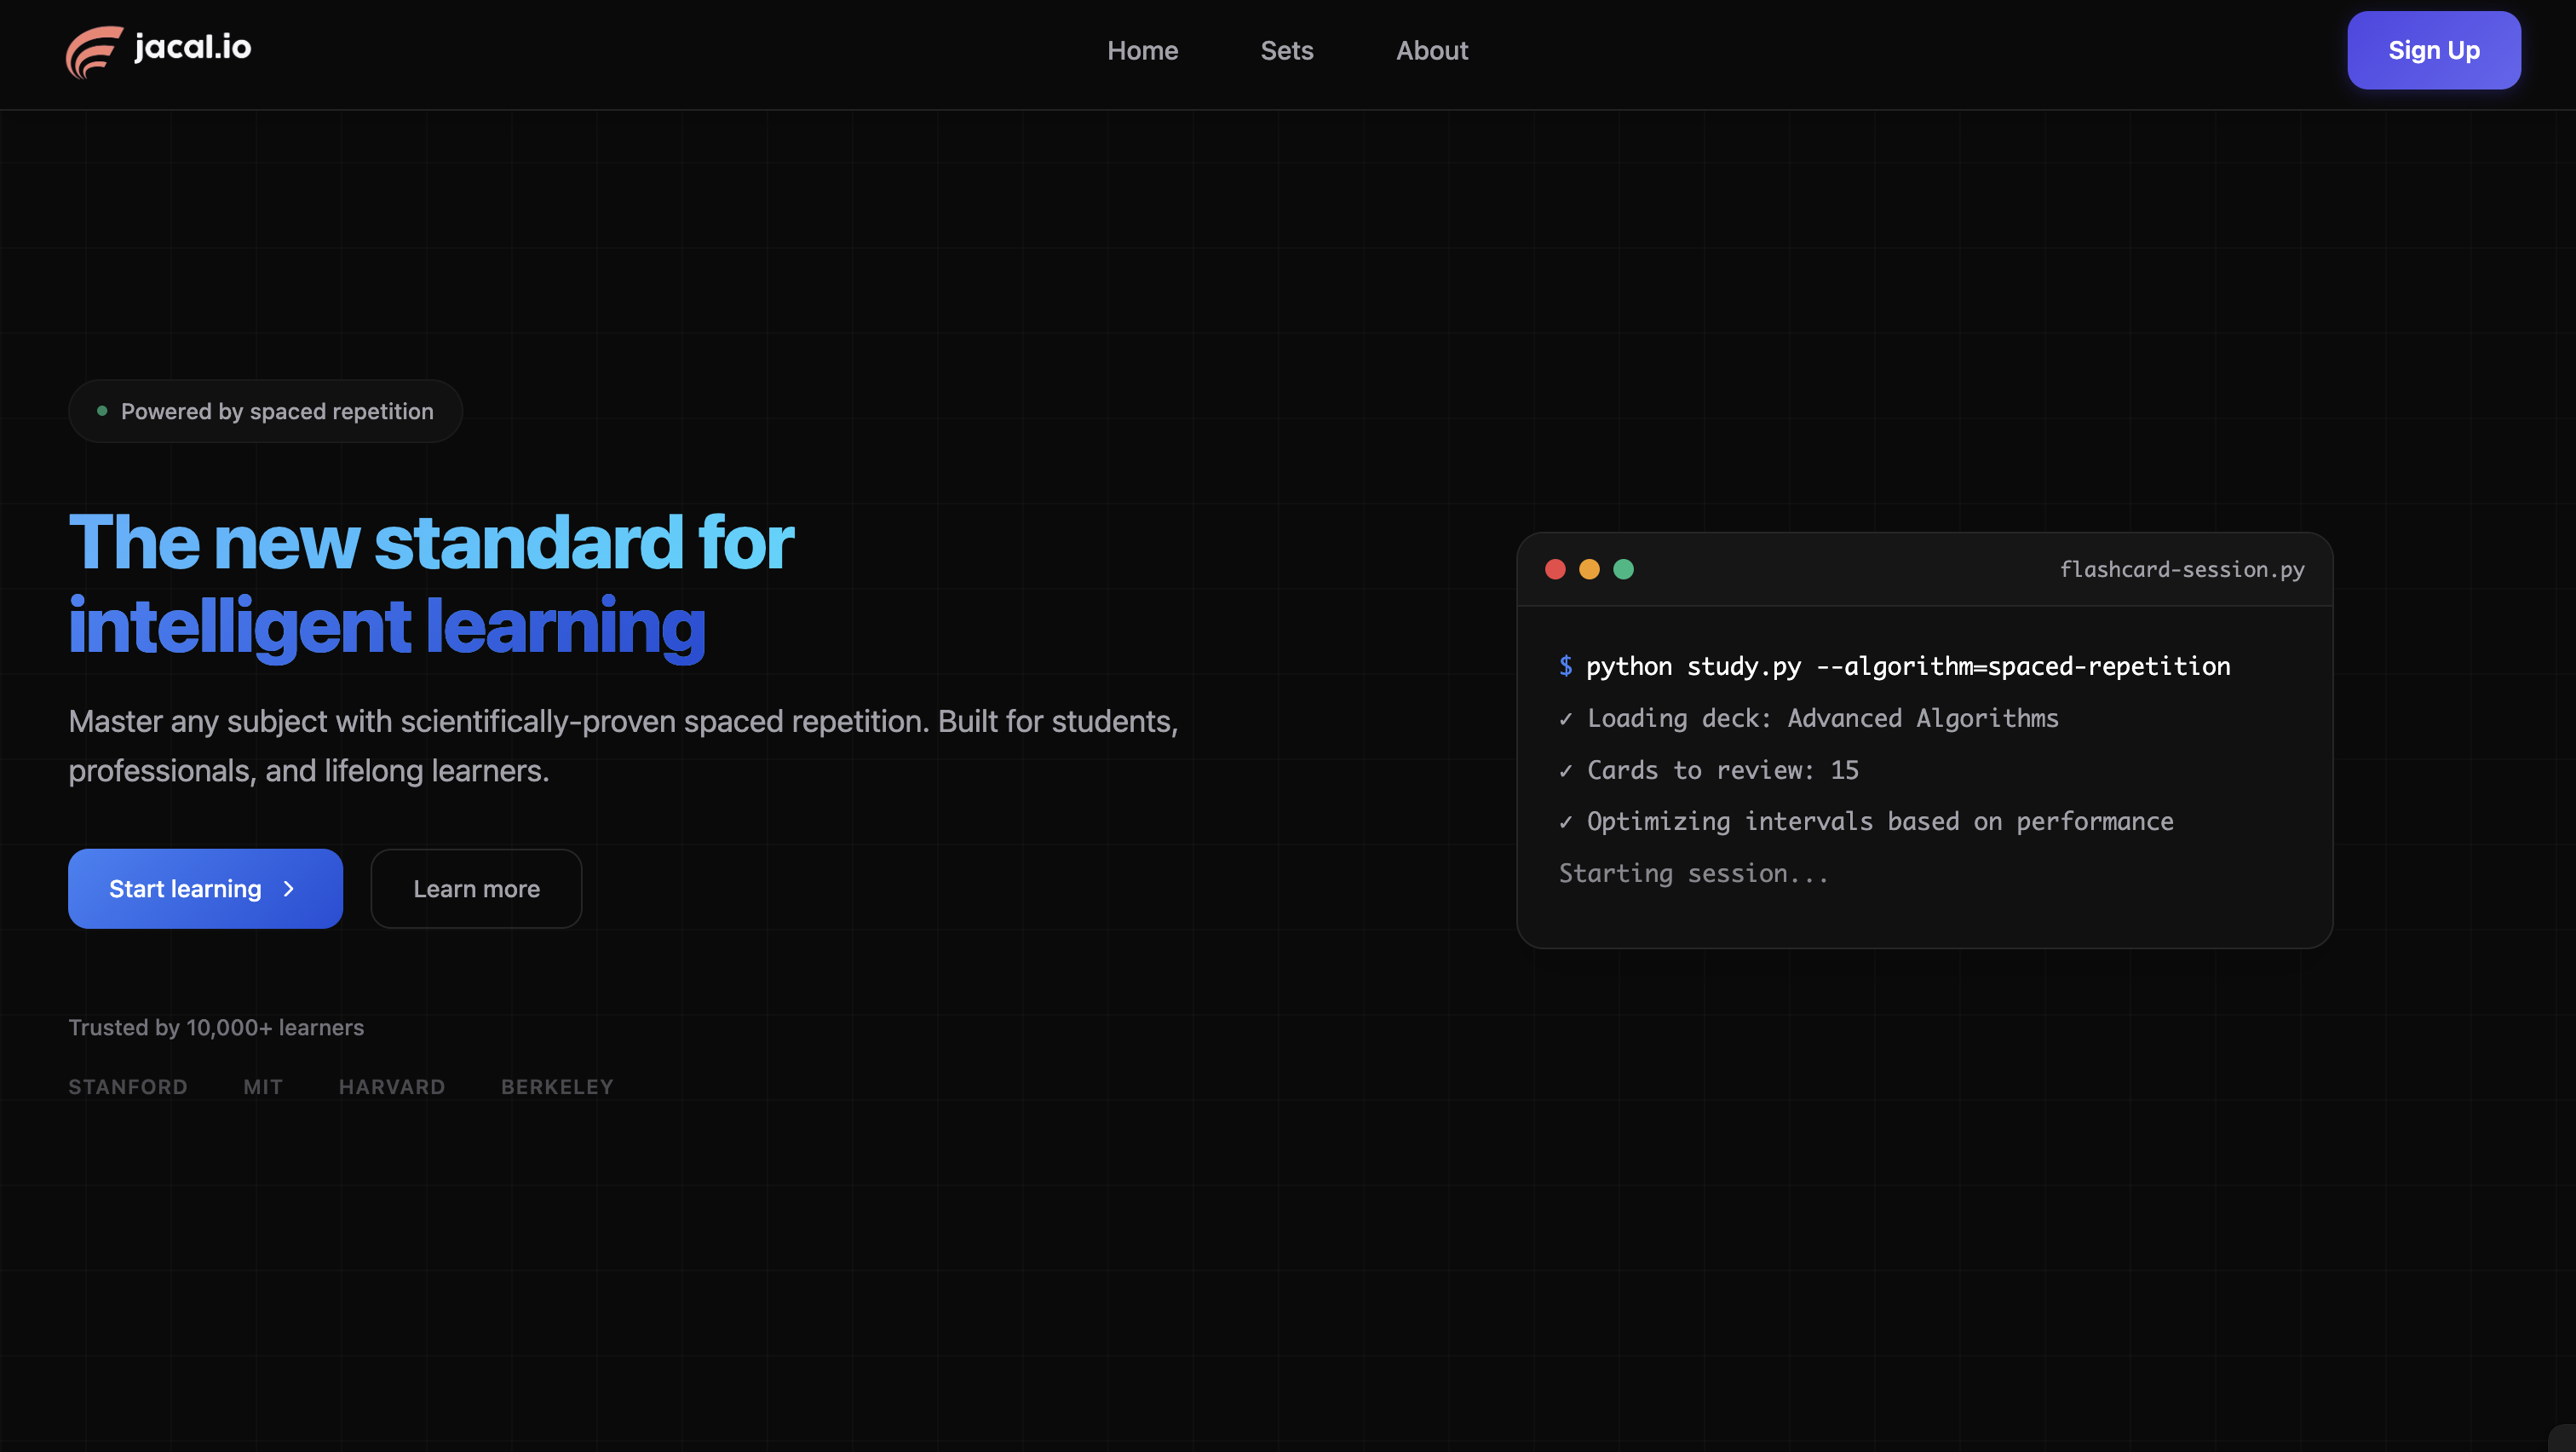 jacal.io
Home
Sets
About
Sign Up
Powered by spaced repetition
The new standard for
intelligent learning
Master any subject with scientifically-proven spaced repetition. Built for students,
professionals, and lifelong learners.
Start learning
Learn more
Trusted by 10,000+ learners
STANFORD
MIT
HARVARD
BERKELEY
flashcard-session.py
$ python study.py --algorithm=spaced-repetition
✓ Loading deck: Advanced Algorithms
✓ Cards to review: 15
✓ Optimizing intervals based on performance
Starting session...